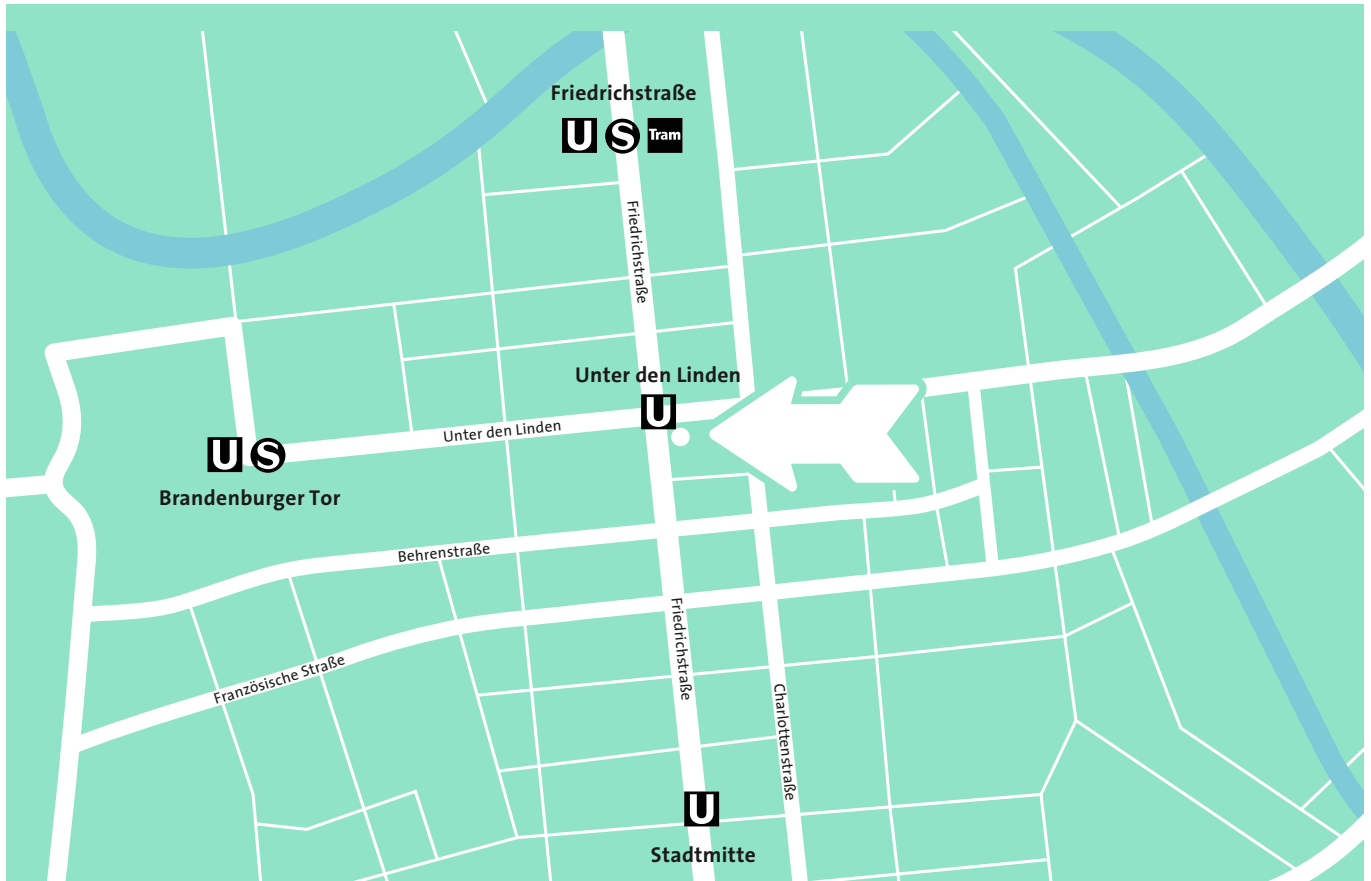 Friedrichstraße
U S Tram
Friedrichstraße
Unter den Linden
U
Unter den Linden
U S
Brandenburger Tor
Behrenstraße
Friedrichstraße
Französische Straße
Charlottenstraße
U
Stadtmitte